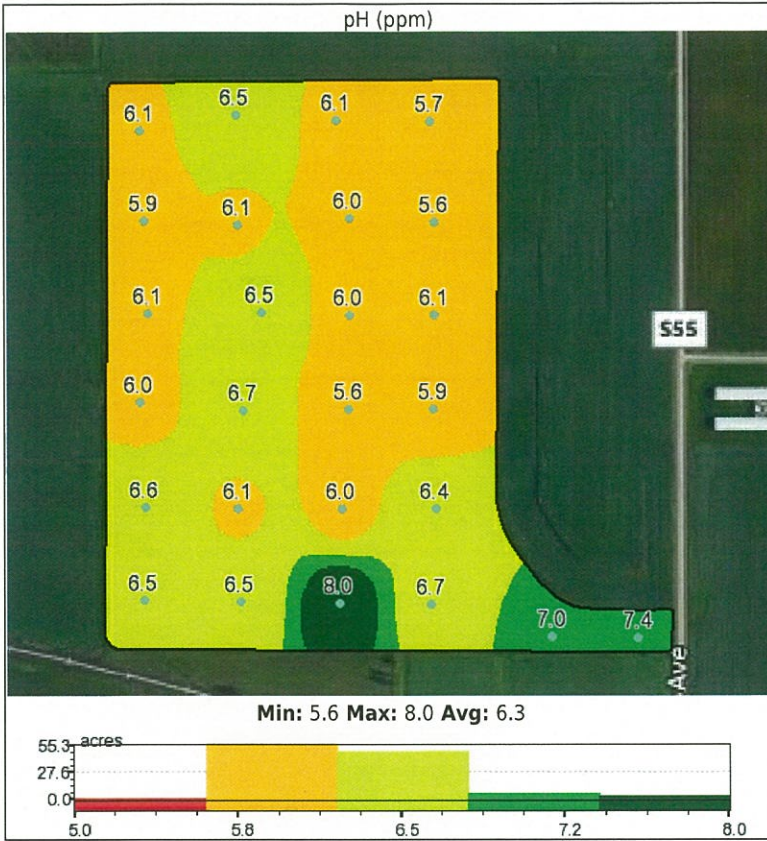 pH (ppm)
6.1 6.5 6.1 5.7
5.9 6.1 6.0 5.6
6.1 6.5 6.0 6.1
S55
6.0 6.7 5.6 5.9
6.6 6.1 6.0 6.4
6.5 6.5 8.0 6.7
7.0 7.4
Ave
Min: 5.6 Max: 8.0 Avg: 6.3
55.3 acres
27.6
0.0
5.0 5.8 6.5 7.2 8.0